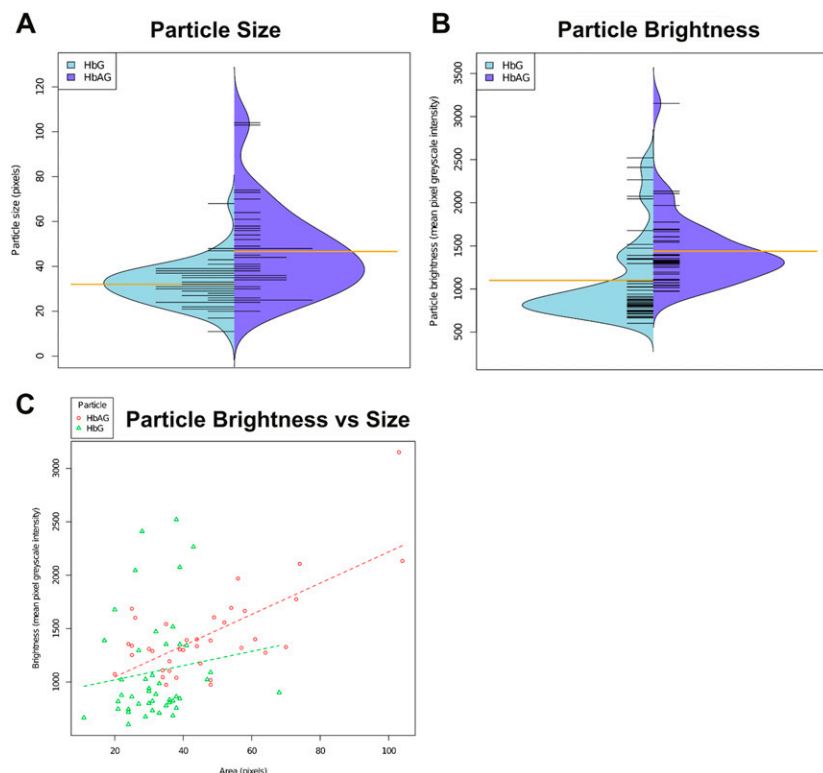 A
Particle Size
HbG
HbAG
Particle size (pixels)
120
100
80
60
40
20
0
B
Particle Brightness
HbG
HbAG
Particle brightness (mean pixel greyscale intensity)
3500
3000
2500
2000
1500
1000
500
C
Particle
HbAG
HbG
Particle Brightness vs Size
Brightness (mean pixel greyscale intensity)
3000
2500
2000
1500
1000
20 40 60 80 100
Area (pixels)